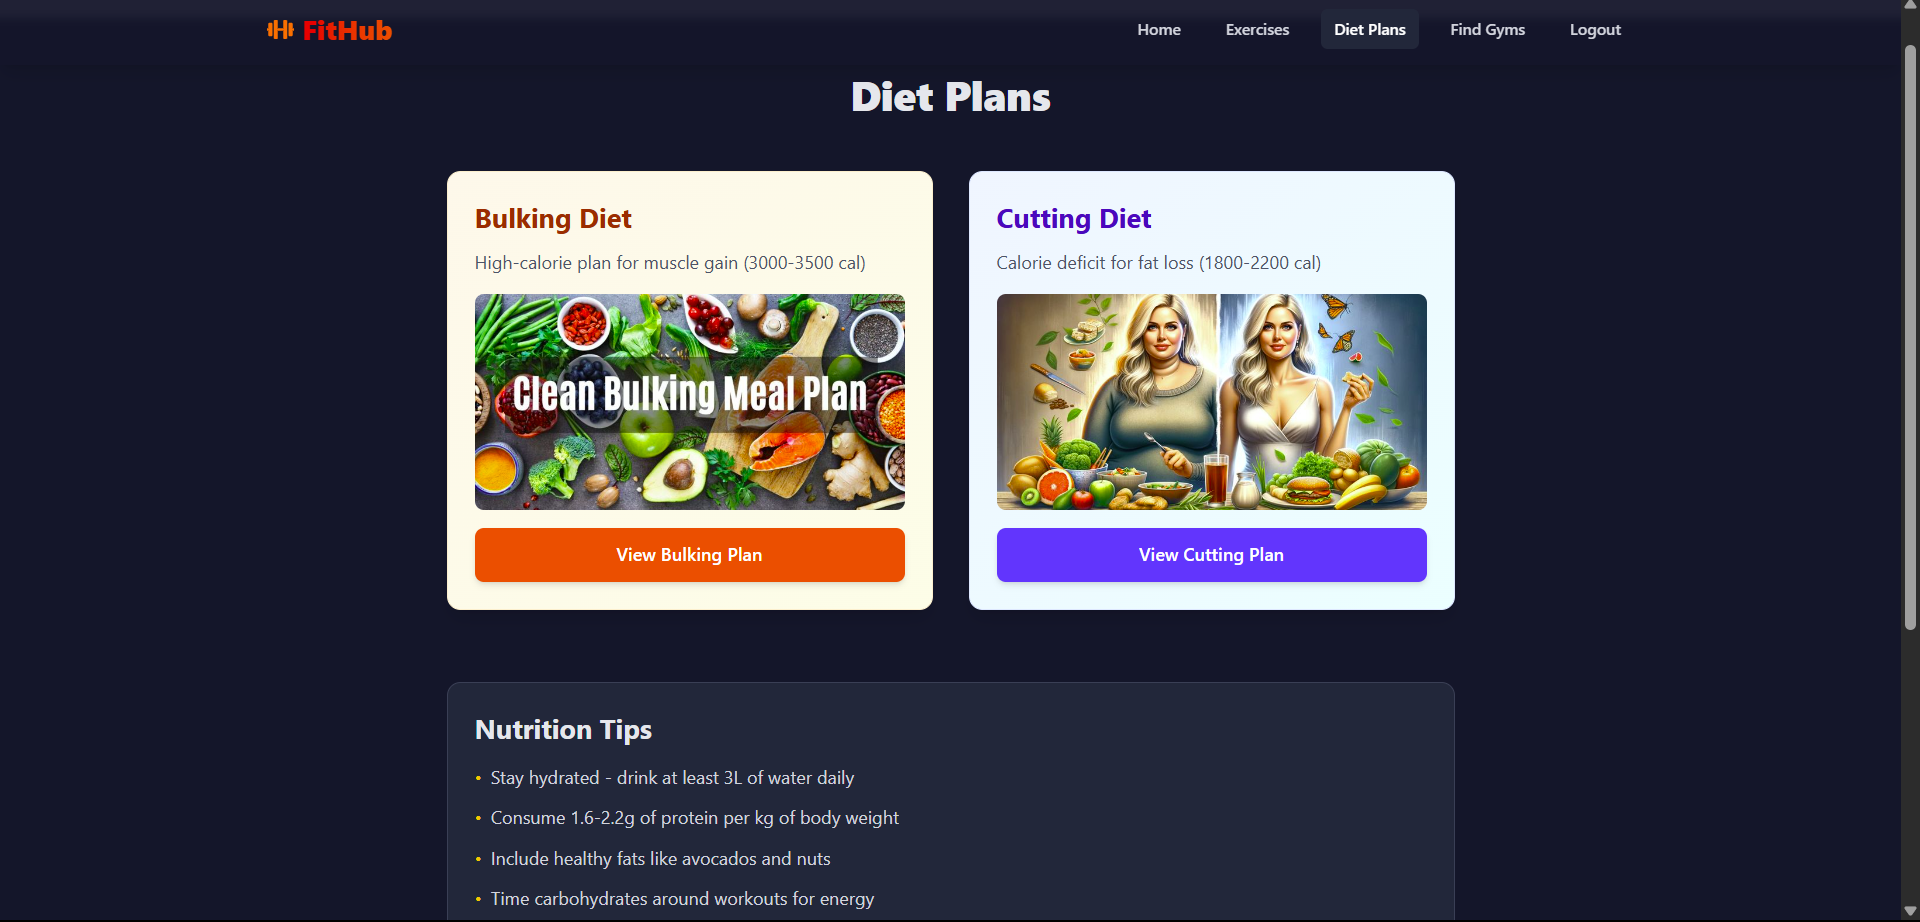 FitHub
Home
Exercises
Diet Plans
Find Gyms
Logout
Diet Plans
Bulking Diet
High-calorie plan for muscle gain (3000-3500 cal)
Clean Bulking Meal Plan
View Bulking Plan
Cutting Diet
Calorie deficit for fat loss (1800-2200 cal)
View Cutting Plan
Nutrition Tips
• Stay hydrated - drink at least 3L of water daily
• Consume 1.6-2.2g of protein per kg of body weight
• Include healthy fats like avocados and nuts
• Time carbohydrates around workouts for energy